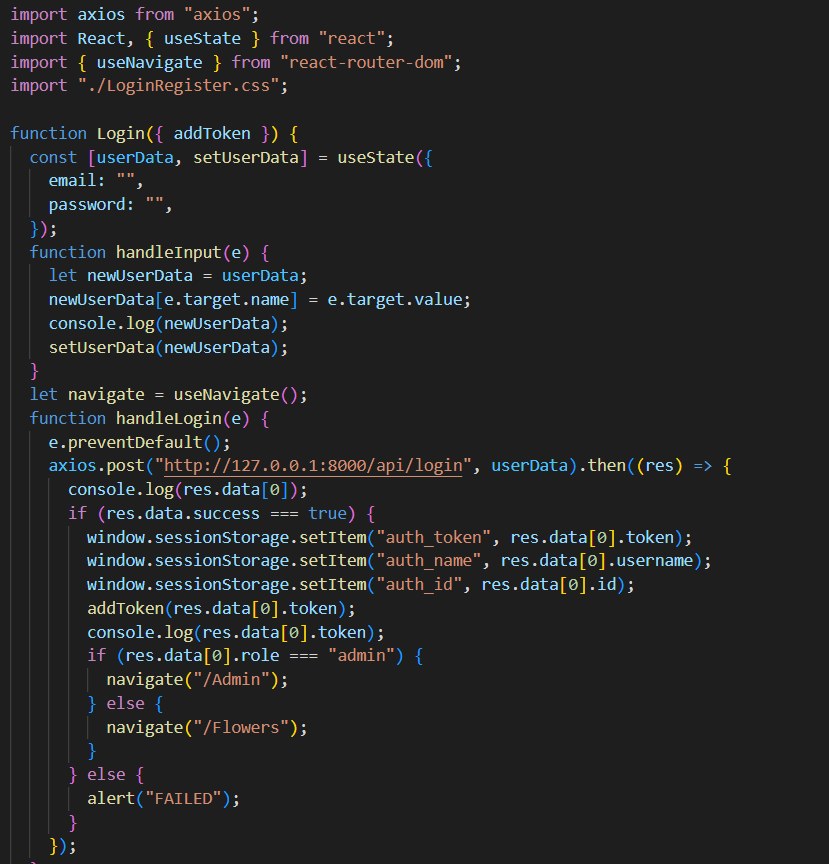 import axios from "axios";
import React, { useState } from "react";
import { useNavigate } from "react-router-dom";
import "./LoginRegister.css";

function Login({ addToken }) {
  const [userData, setUserData] = useState({
    email: "",
    password: "",
  });
  function handleInput(e) {
    let newUserData = userData;
    newUserData[e.target.name] = e.target.value;
    console.log(newUserData);
    setUserData(newUserData);
  }
  let navigate = useNavigate();
  function handleLogin(e) {
    e.preventDefault();
    axios.post("http://127.0.0.1:8000/api/login", userData).then((res) => {
      console.log(res.data[0]);
      if (res.data.success === true) {
        window.sessionStorage.setItem("auth_token", res.data[0].token);
        window.sessionStorage.setItem("auth_name", res.data[0].username);
        window.sessionStorage.setItem("auth_id", res.data[0].id);
        addToken(res.data[0].token);
        console.log(res.data[0].token);
        if (res.data[0].role === "admin") {
          navigate("/Admin");
        } else {
          navigate("/Flowers");
        }
      } else {
        alert("FAILED");
      }
    });